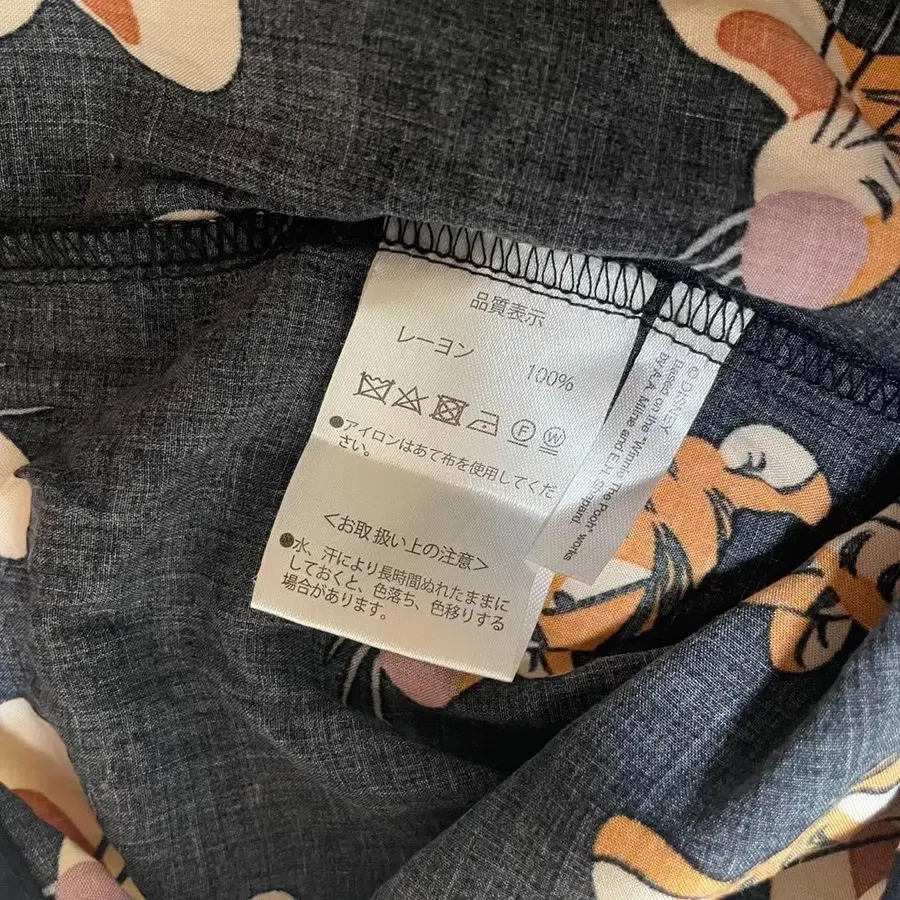 品質表示
レーヨン
100%
F W
●アイロンはあて布を使用してくだ
さい。
<お取扱い上の注意>
●水、汗により長時間ぬれたままに
しておくと、色落ち、色移りする
場合があります。
© DISNEY
Based on the "Winnie The Pooh" works
by A.A. Milne and E.H. Shepard.